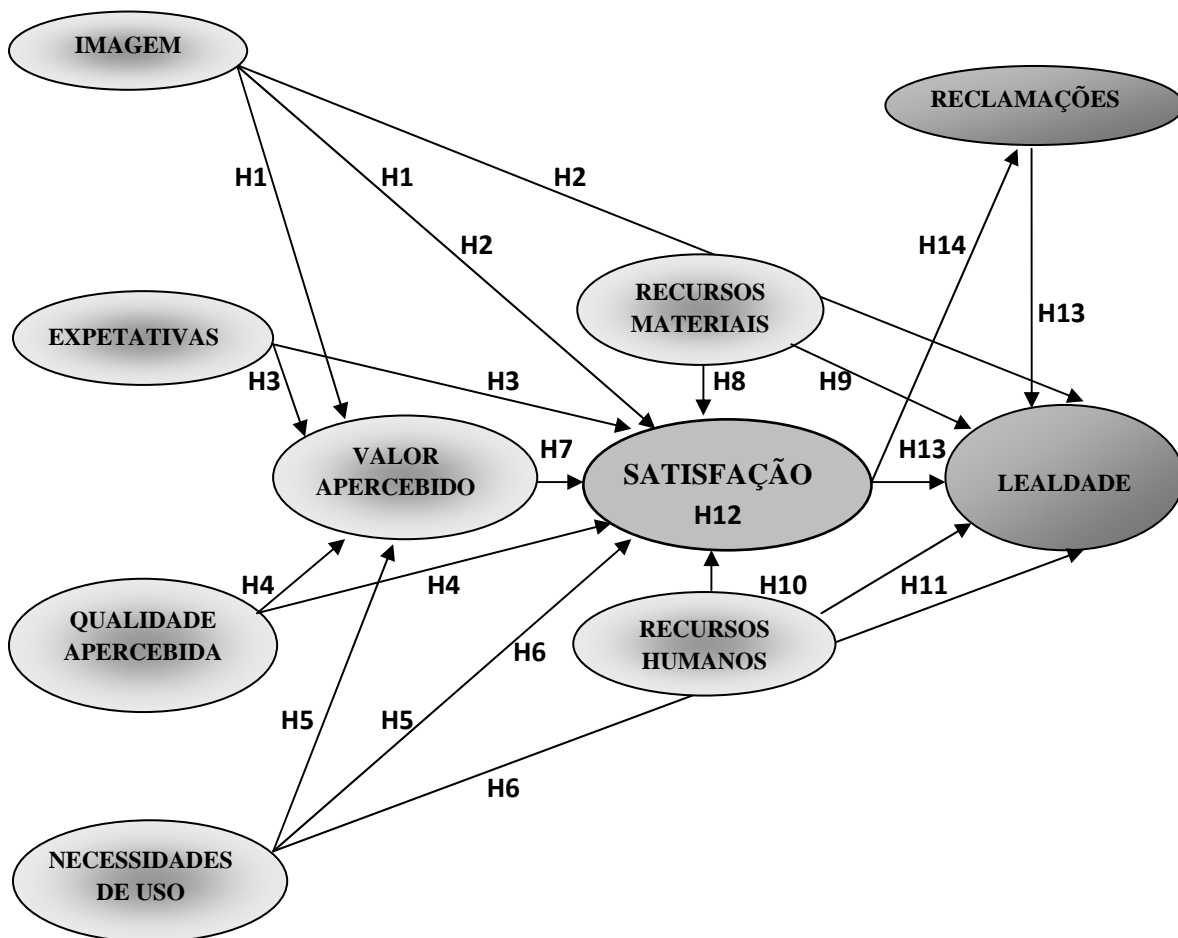 IMAGEM
RECLAMAÇÕES
H1
H1
H2
H2
H14
RECURSOS
MATERIAIS
EXPETATIVAS
H13
H3
H3
H8
H9
VALOR
APERCEBIDO
H7
SATISFAÇÃO
H12
H13
LEALDADE
H4
H4
H10
H11
QUALIDADE
APERCEBIDA
RECURSOS
HUMANOS
H6
H5
H5
H6
NECESSIDADES
DE USO